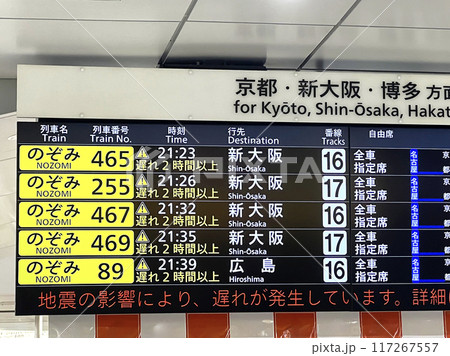 京都・新大阪・博多 方面
for Kyōto, Shin-Ōsaka, Hakat
列車名 列車番号 時刻 行先 番線 自由席
Train Train No. Time Destination Tracks
のぞみ 465 21:23 新大阪 16 全車 名古屋 京
NOZOMI 遅れ2時間以上 Shin-Ōsaka 指定席 都
のぞみ 255 21:26 新大阪 17 全車 名古屋 京
NOZOMI 遅れ2時間以上 Shin-Ōsaka 指定席 都
のぞみ 467 21:32 新大阪 16 全車 名古屋 京
NOZOMI 遅れ2時間以上 Shin-Ōsaka 指定席 都
のぞみ 469 21:35 新大阪 17 全車 名古屋 京
NOZOMI 遅れ2時間以上 Shin-Ōsaka 指定席 都
のぞみ 89 21:39 広島 16 全車 名古屋 京
NOZOMI 遅れ2時間以上 Hiroshima 指定席 都
地震の影響により、遅れが発生しています。詳細
117267557